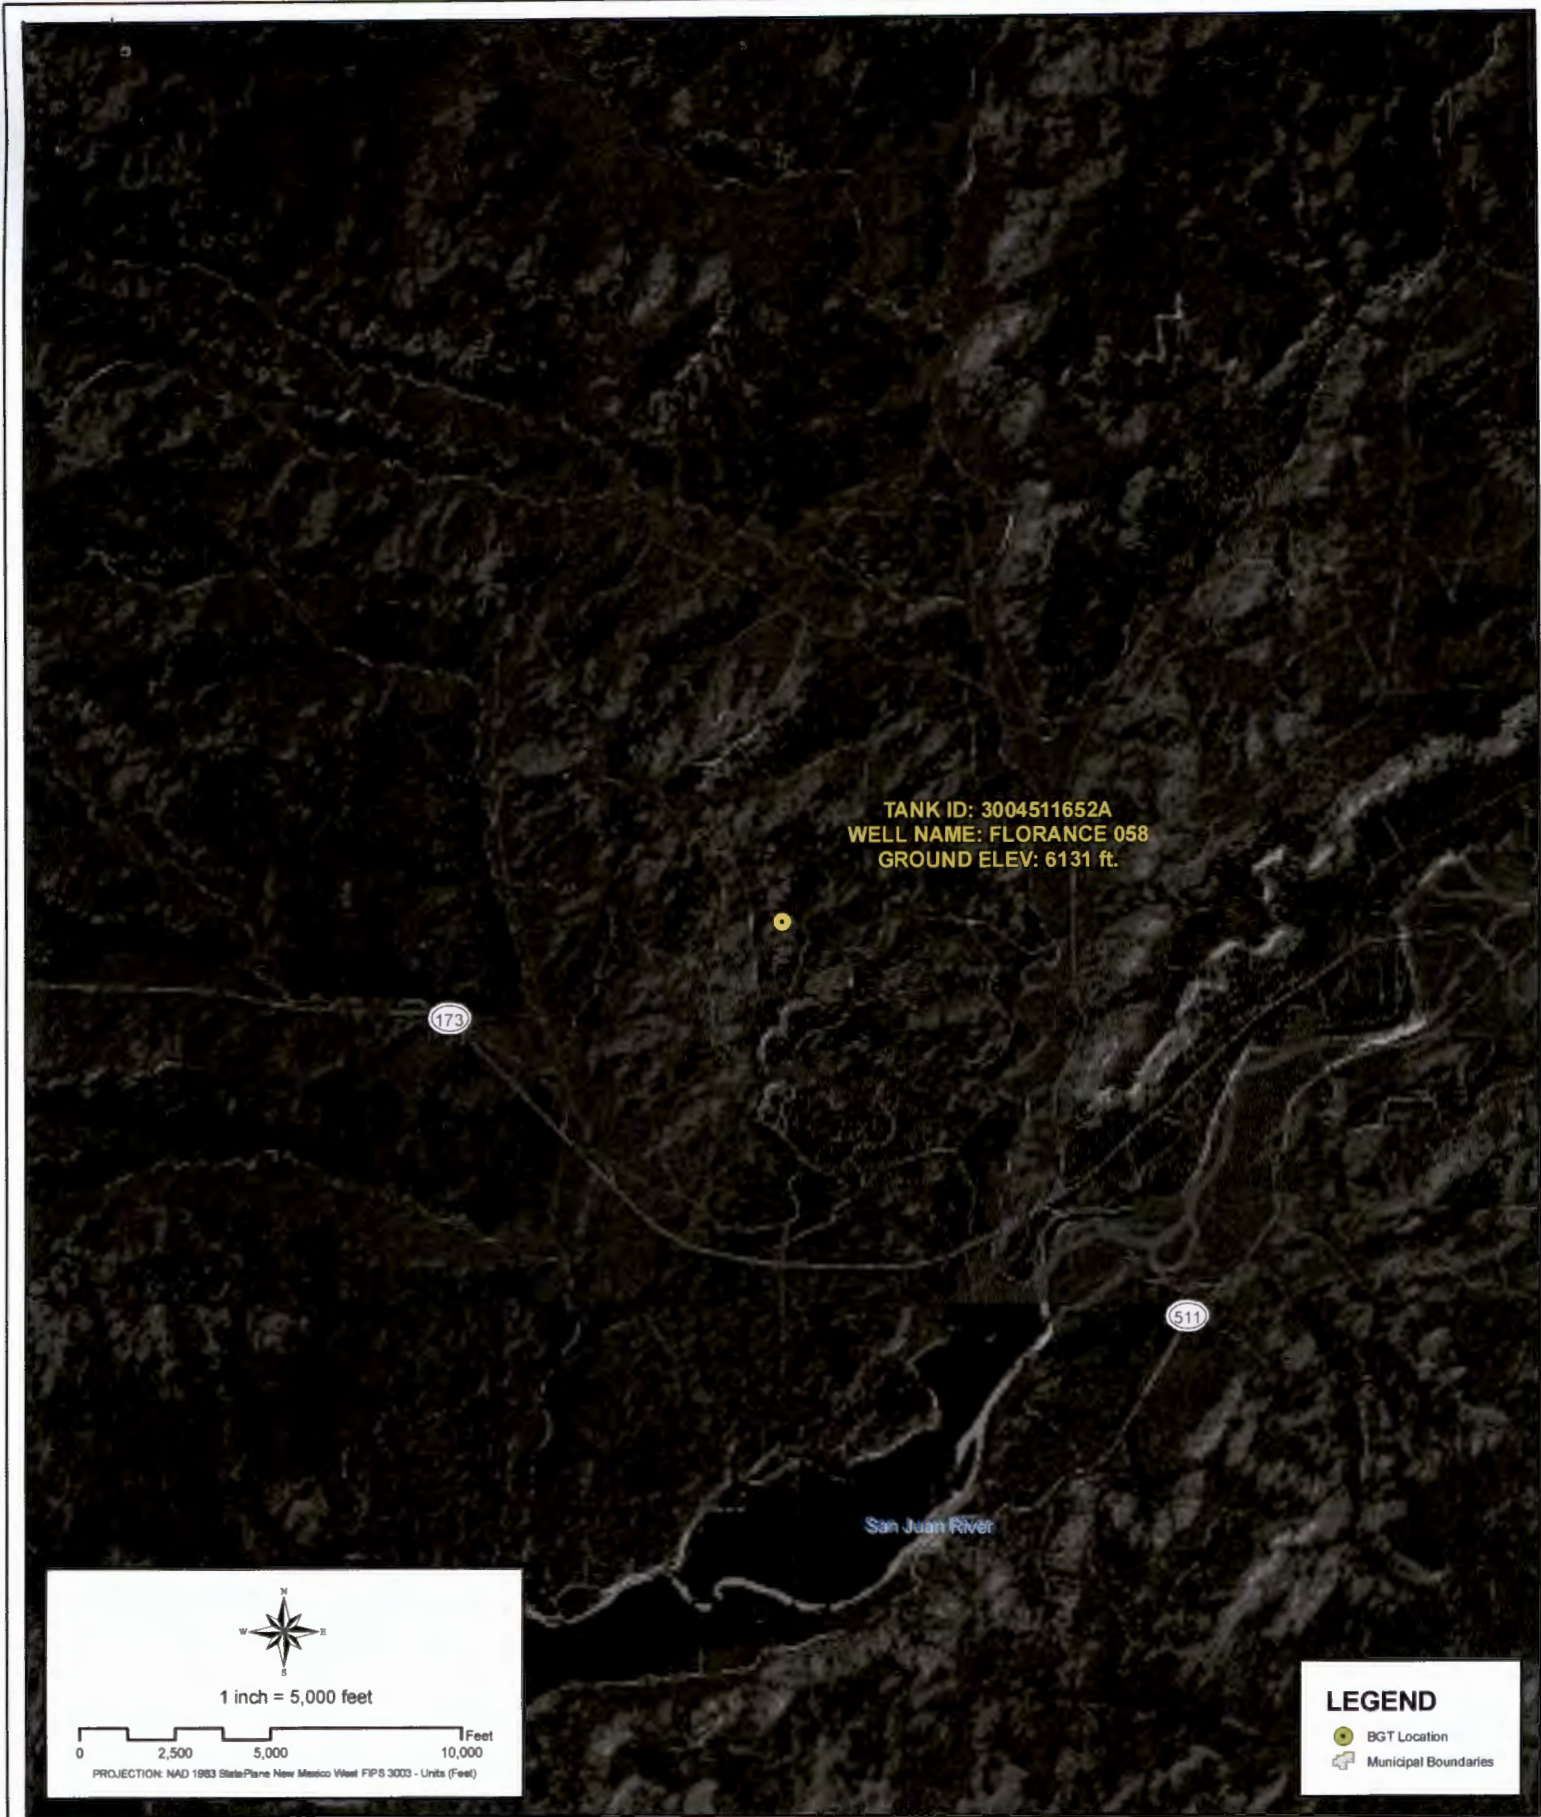 TANK ID: 3004511652A
WELL NAME: FLORANCE 058
GROUND ELEV: 6131 ft.
173
511
San Juan River
N
W E
S
1 inch = 5,000 feet
Feet
0 2,500 5,000 10,000
PROJECTION: NAD 1983 StatePlane New Mexico West FIPS 3003 - Units (Feet)
LEGEND
BGT Location
Municipal Boundaries